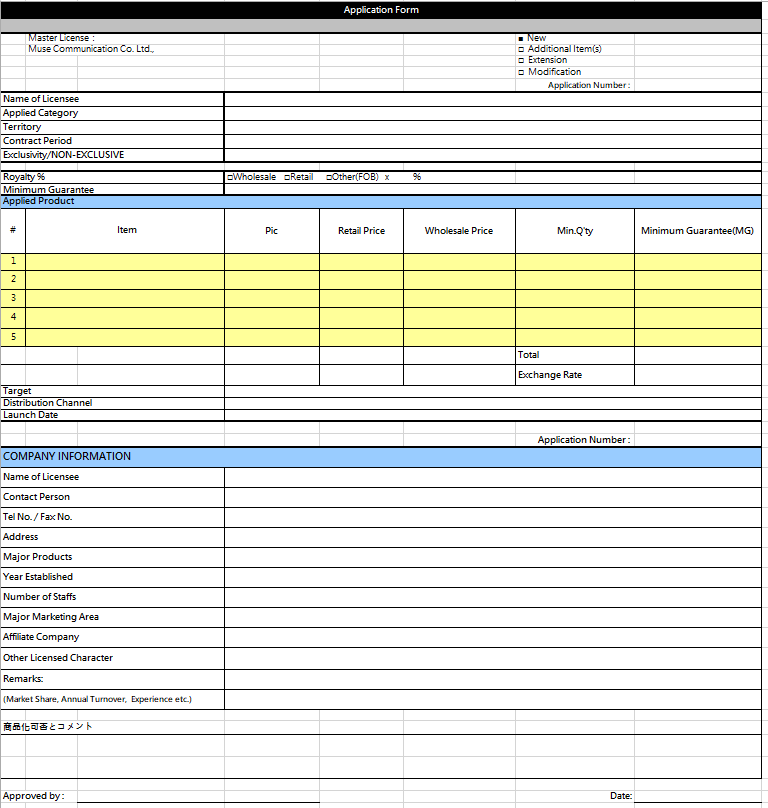 Application Form
Master License :
■ New
Muse Communication Co. Ltd.,
□ Additional Item(s)
□ Extension
□ Modification
Application Number :
Name of Licensee
Applied Category
Territory
Contract Period
Exclusivity/NON-EXCLUSIVE
Royalty % □Wholesale □Retail □Other(FOB) x %
Minimum Guarantee
Applied Product
# Item Pic Retail Price Wholesale Price Min.Q'ty Minimum Guarantee(MG)
1
2
3
4
5
Total
Exchange Rate
Target
Distribution Channel
Launch Date
Application Number :
COMPANY INFORMATION
Name of Licensee
Contact Person
Tel No. / Fax No.
Address
Major Products
Year Established
Number of Staffs
Major Marketing Area
Affiliate Company
Other Licensed Character
Remarks:
(Market Share, Annual Turnover, Experience etc.)
商品化可否とコメント
Approved by : Date: